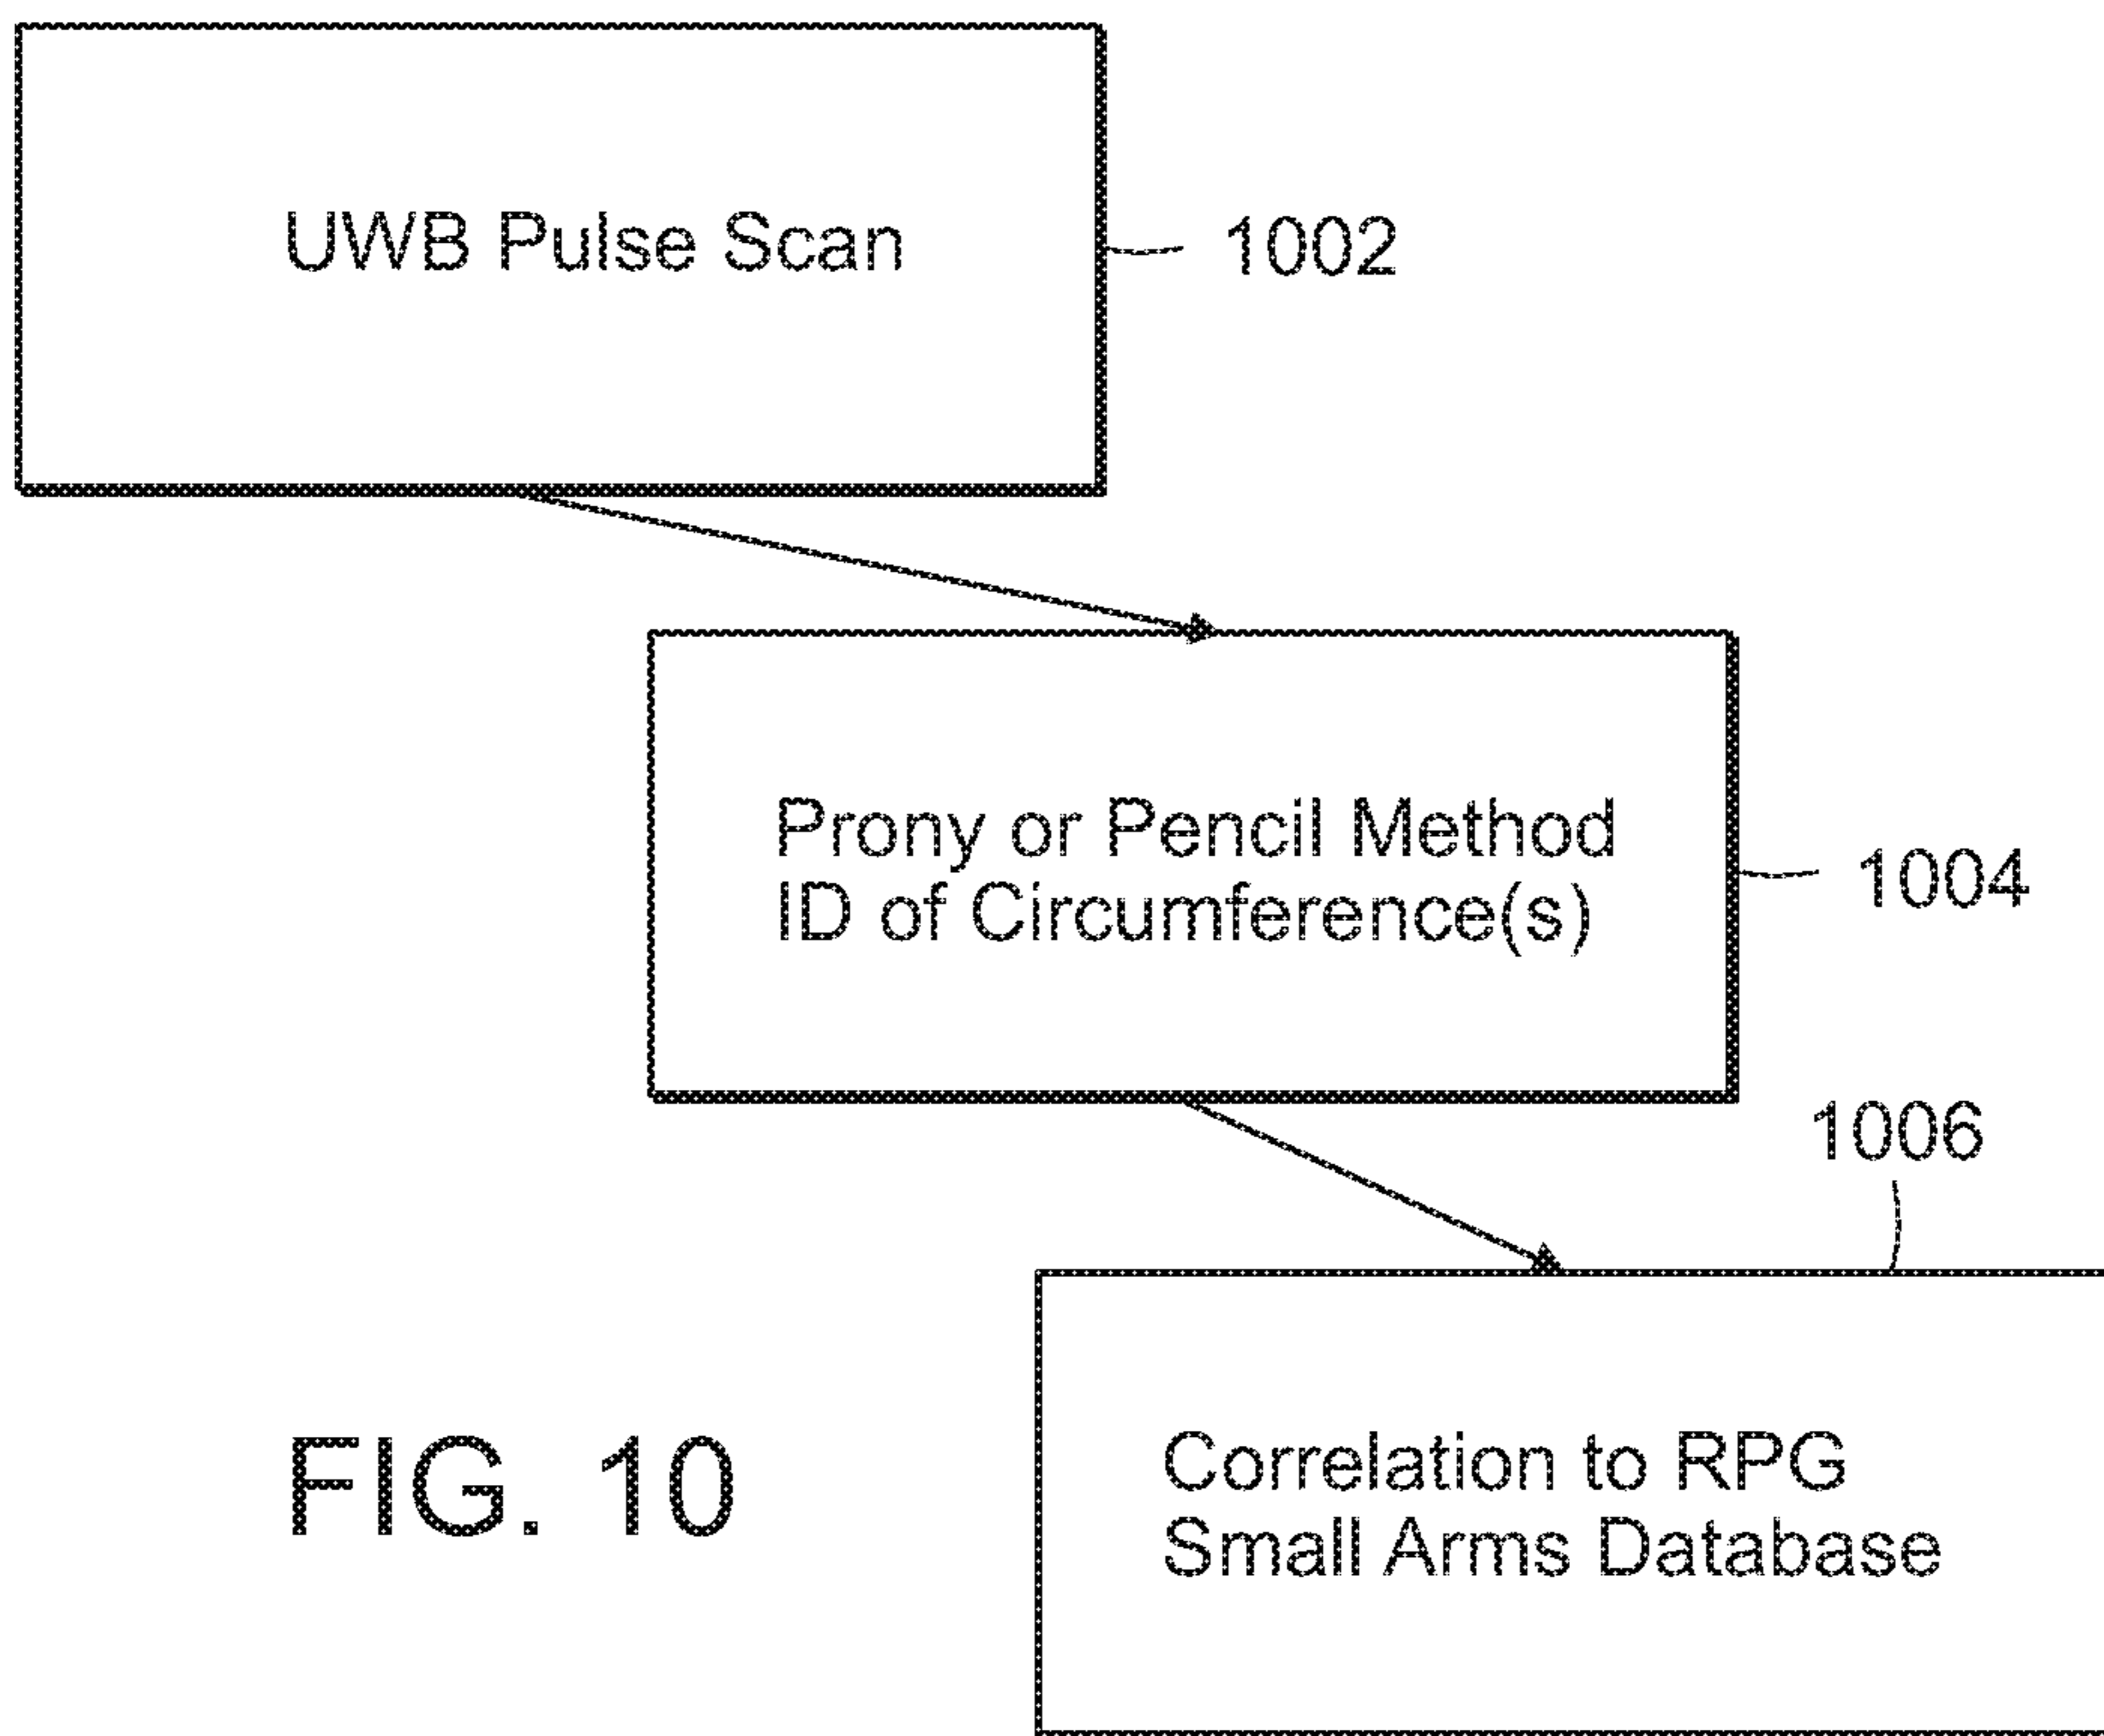 UWB Pulse Scan
1002
Prony or Pencil Method
ID of Circumference(s)
1004
1006
Correlation to RPG
Small Arms Database
FIG. 10